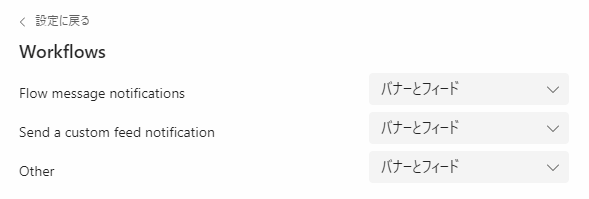 設定に戻る
Workflows
Flow message notifications
バナーとフィード
Send a custom feed notification
バナーとフィード
Other
バナーとフィード